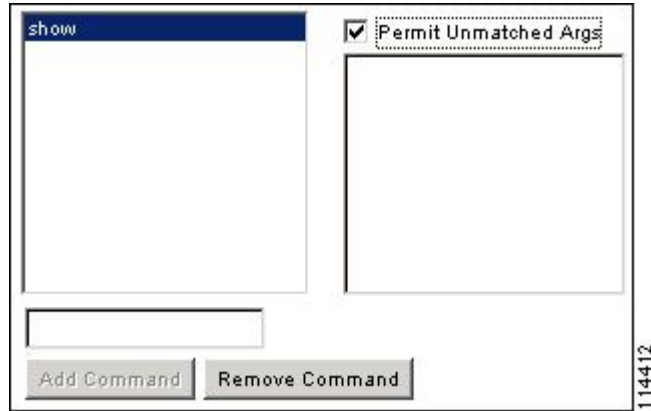 show
Permit Unmatched Args
Add Command
Remove Command
114412